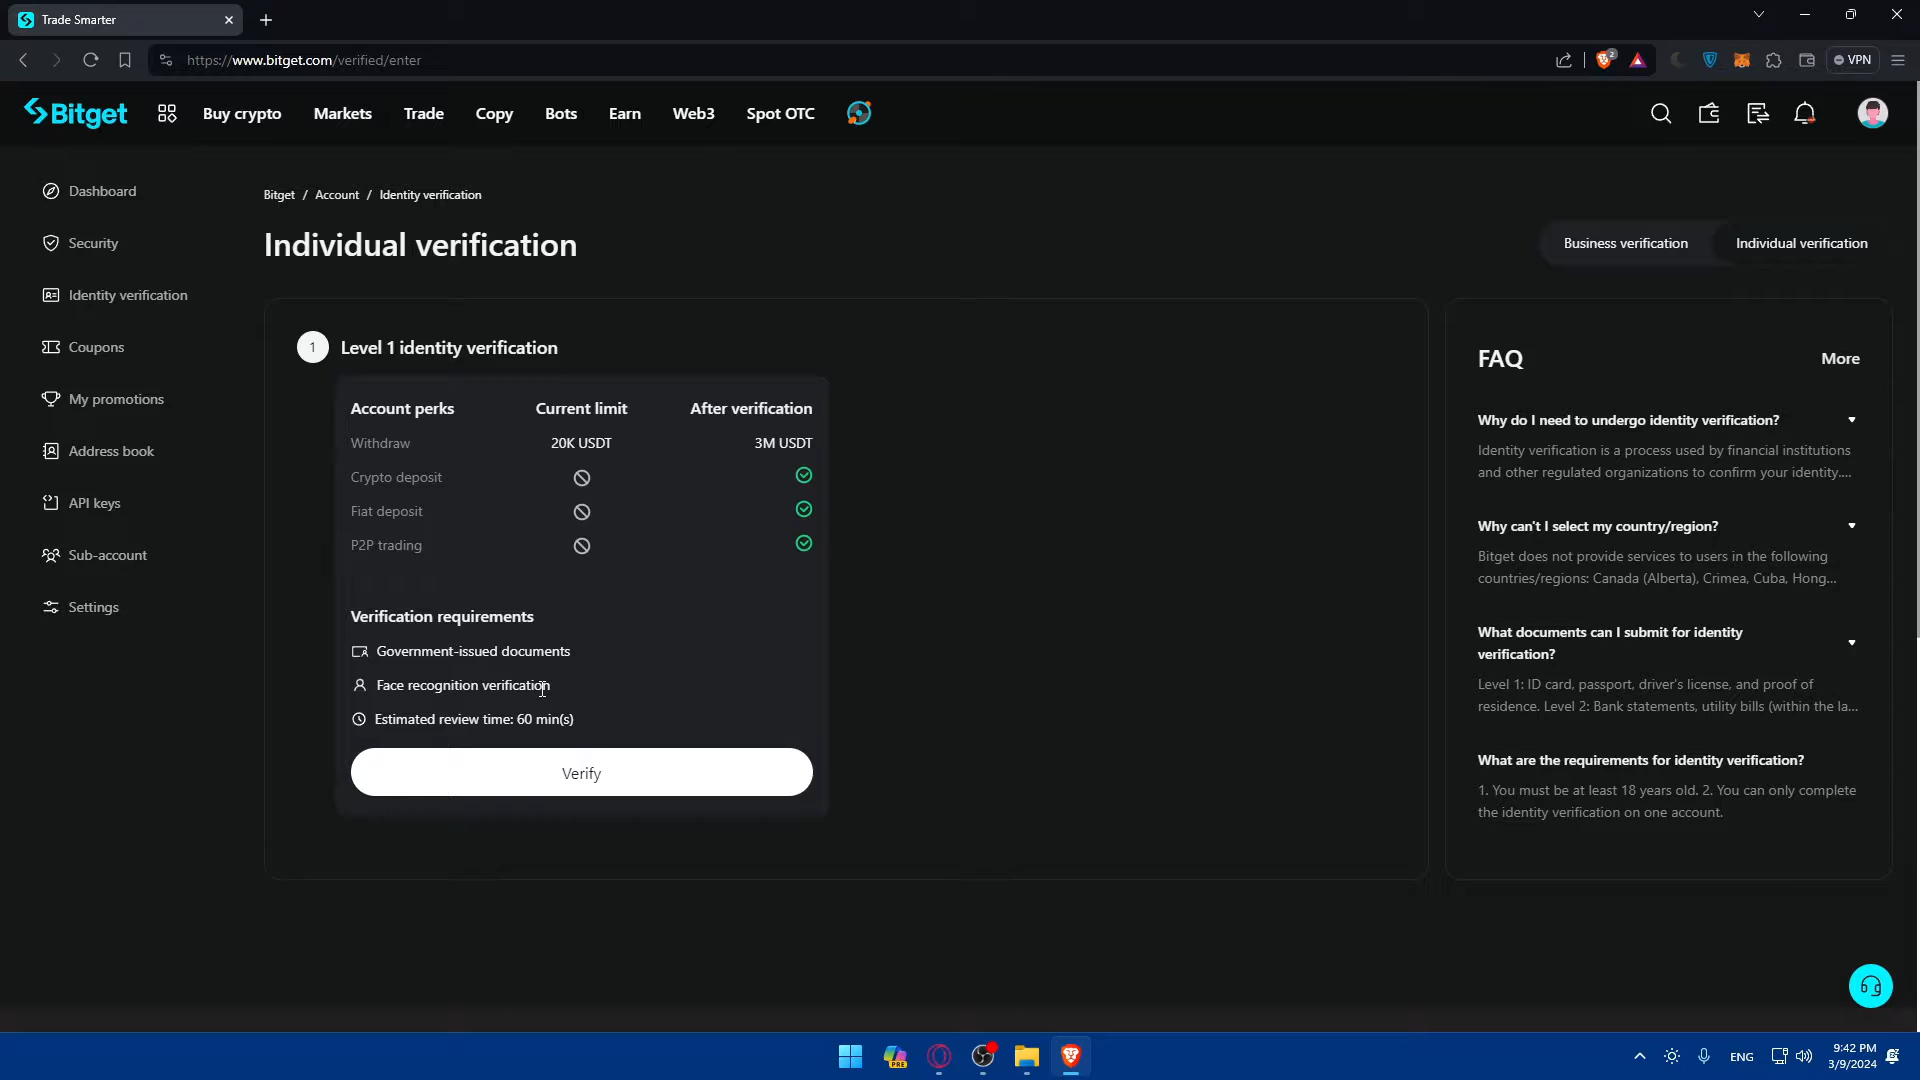 Trade Smarter
https://www.bitget.com/verified/enter
2
VPN
Bitget
Buy crypto
Markets
Trade
Copy
Bots
Earn
Web3
Spot OTC
Dashboard
Security
Identity verification
Coupons
My promotions
Address book
API keys
Sub-account
Settings
Bitget / Account / Identity verification
Individual verification
Business verification
Individual verification
1 Level 1 identity verification
Account perks Current limit After verification
Withdraw 20K USDT 3M USDT
Crypto deposit
Fiat deposit
P2P trading
Verification requirements
Government-issued documents
Face recognition verification
Estimated review time: 60 min(s)
Verify
FAQ More
Why do I need to undergo identity verification?
Identity verification is a process used by financial institutions
and other regulated organizations to confirm your identity....
Why can't I select my country/region?
Bitget does not provide services to users in the following
countries/regions: Canada (Alberta), Crimea, Cuba, Hong...
What documents can I submit for identity
verification?
Level 1: ID card, passport, driver's license, and proof of
residence. Level 2: Bank statements, utility bills (within the la...
What are the requirements for identity verification?
1. You must be at least 18 years old. 2. You can only complete
the identity verification on one account.
PRE
ENG
9:42 PM
3/9/2024